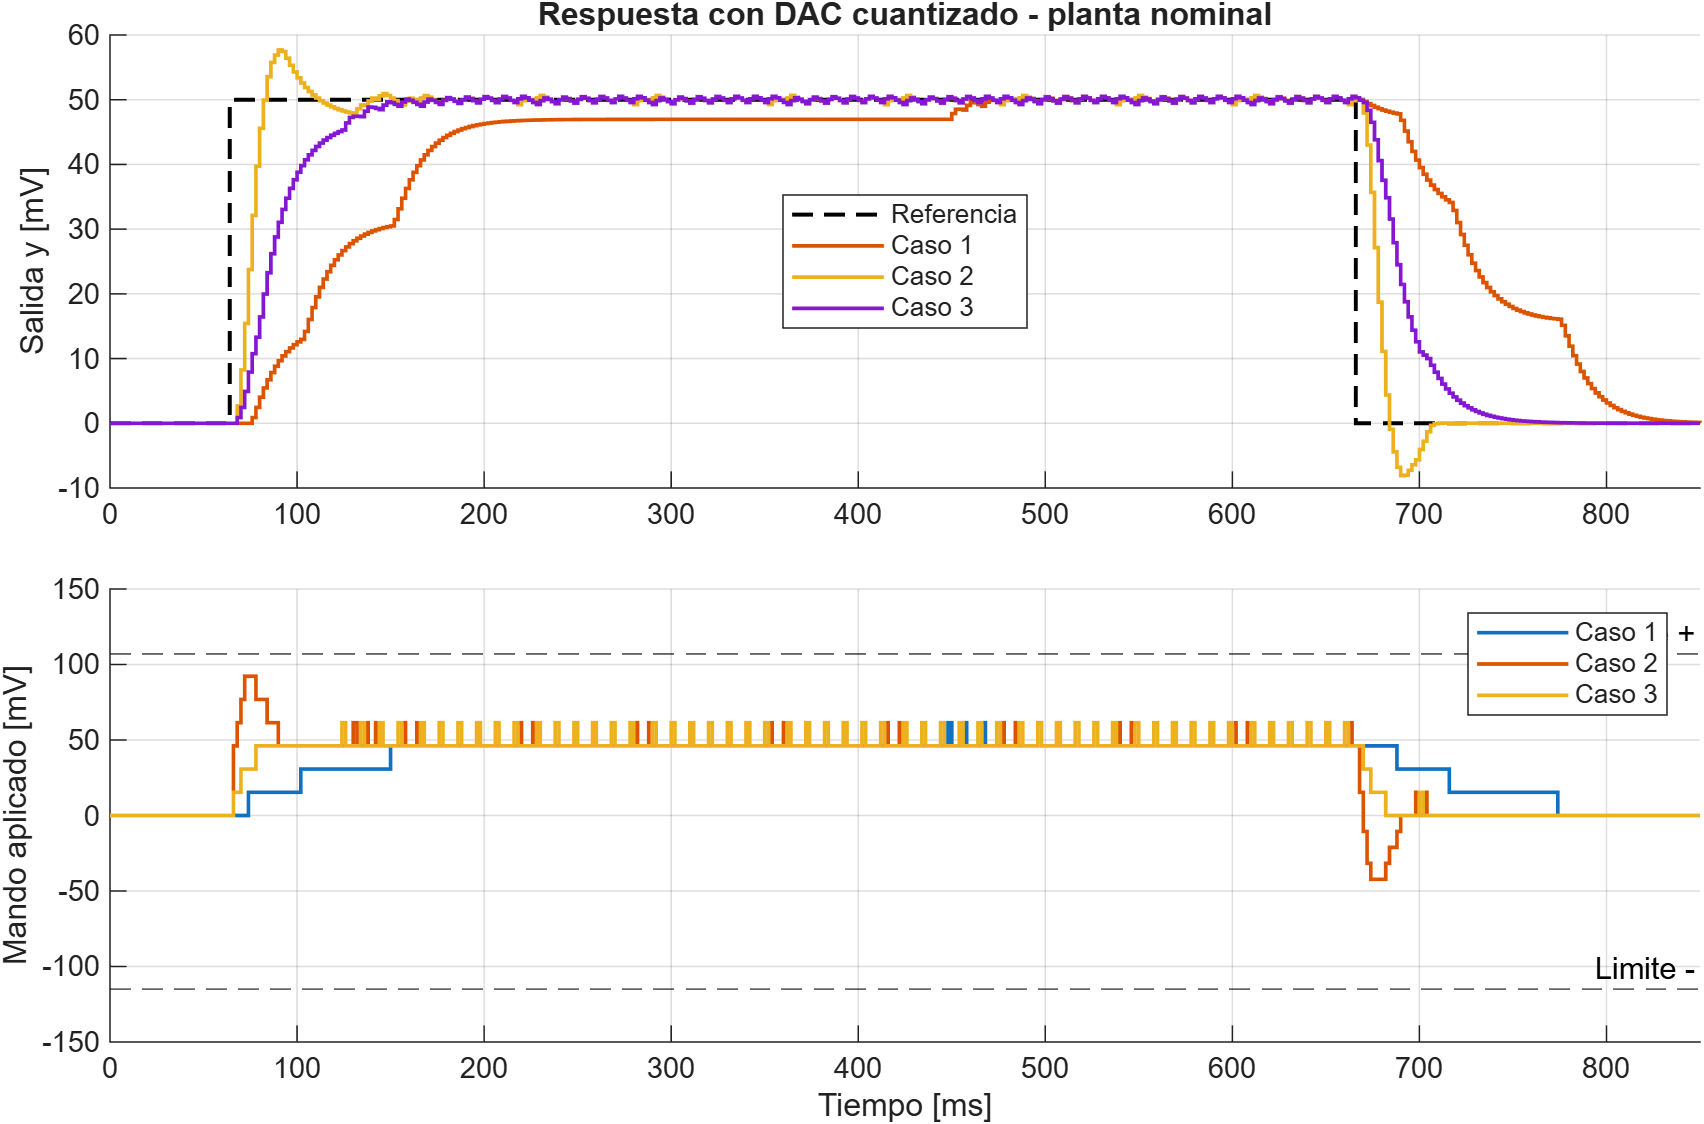 Respuesta con DAC cuantizado - planta nominal
Salida y [mV]
60
50
40
30
20
10
0
-10
Referencia
Caso 1
Caso 2
Caso 3
0 100 200 300 400 500 600 700 800
Mando aplicado [mV]
150
100
50
0
-50
-100
-150
Caso 1
Caso 2
Caso 3
+
Limite -
0 100 200 300 400 500 600 700 800
Tiempo [ms]